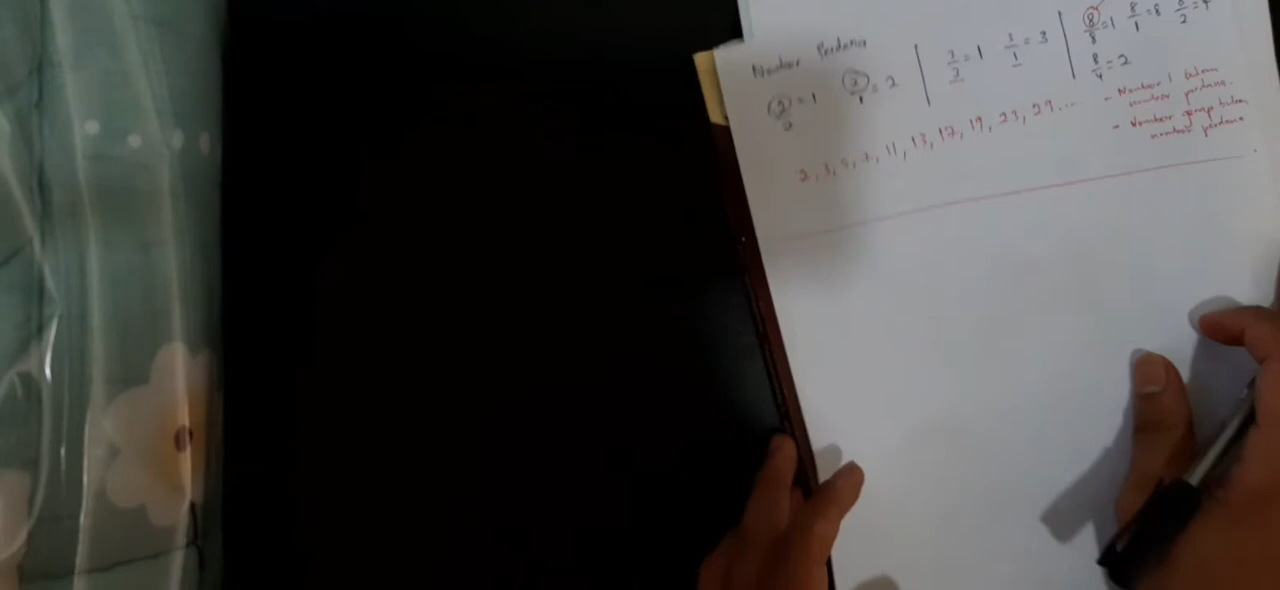 Nombor Perdana
2/2 = 1 2/1 = 2 | 3/3 = 1 3/1 = 3 | 8/8 = 1 8/1 = 8 8/2 = 4
8/4 = 2
2, 3, 5, 7, 11, 13, 17, 19, 23, 29 ...
- Nombor 1 bukan
nombor perdana.
- Nombor genap bukan
nombor perdana